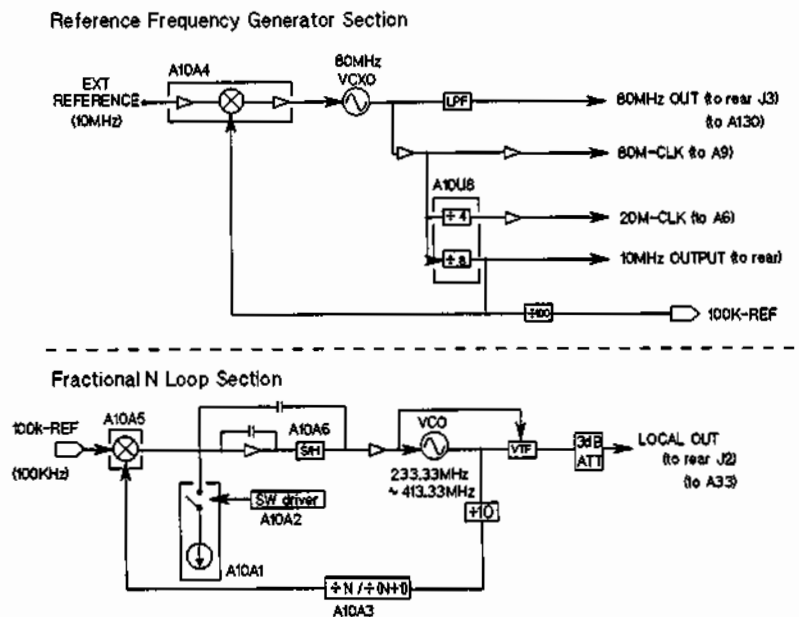 Reference Frequency Generator Section
A10A4
80MHz
VCXO
EXT
REFERENCE
(10MHz)
LPF
80MHz OUT (to rear J3)
(to A130)
80M-CLK (to A9)
A10U8
÷4
20M-CLK (to A6)
÷8
10MHz OUTPUT (to rear)
÷100
100K-REF
Fractional N Loop Section
100k-REF
(100KHz)
A10A5
A10A6
S/H
VCO
233.33MHz
~ 413.33MHz
VTF
3dB
ATT
LOCAL OUT
(to rear J2)
(to A33)
SW driver
A10A2
÷10
A10A1
÷N / ÷(N+1)
A10A3